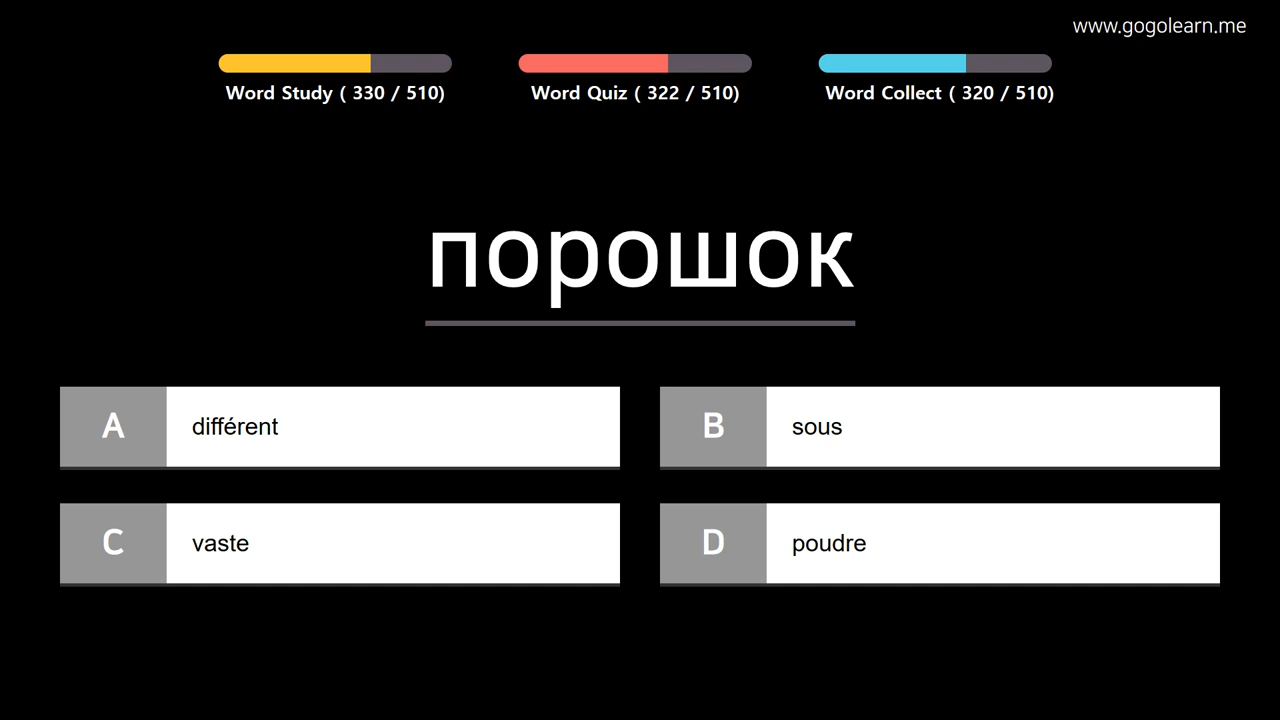 www.gogolearn.me
Word Study ( 330 / 510)
Word Quiz ( 322 / 510)
Word Collect ( 320 / 510)
порошок
A différent
B sous
C vaste
D poudre